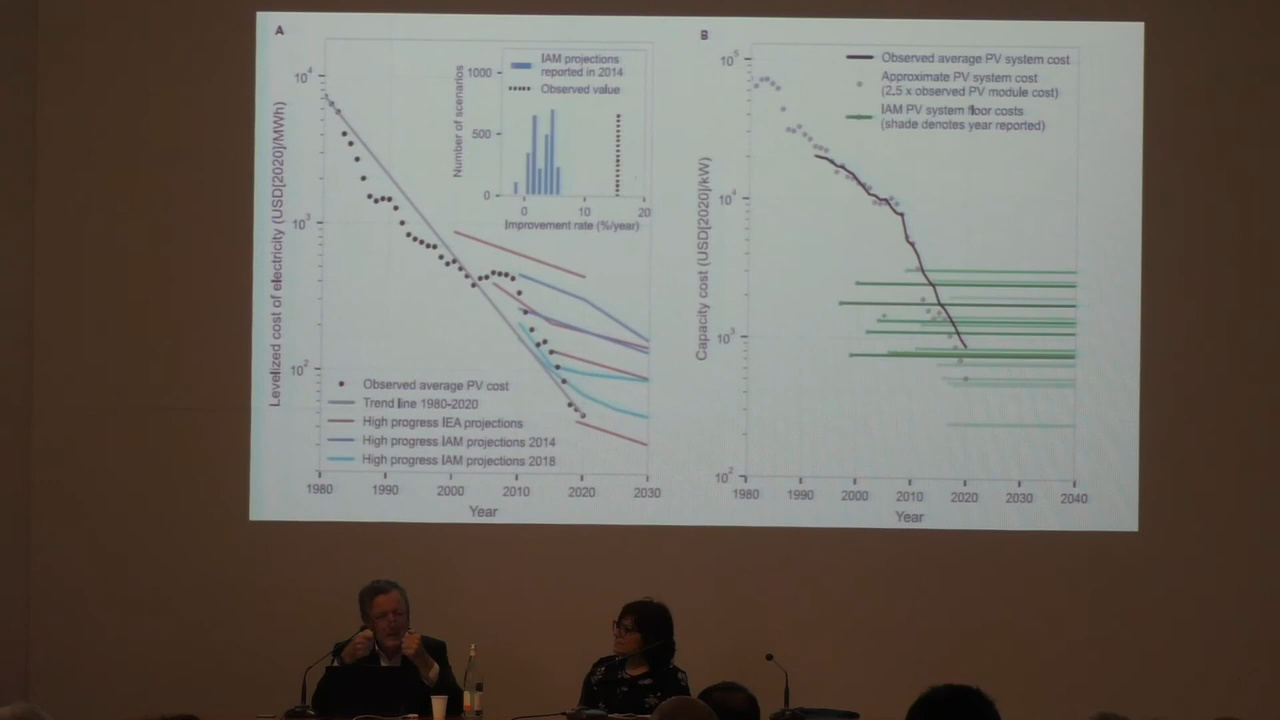 A
Levelized cost of electricity (USD[2020]/MWh)
10⁴
10³
10²
Number of scenarios
1000
500
0
IAM projections
reported in 2014
Observed value
0 10 20
Improvement rate (%/year)
Observed average PV cost
Trend line 1980-2020
High progress IEA projections
High progress IAM projections 2014
High progress IAM projections 2018
1980 1990 2000 2010 2020 2030
Year
B
Capacity cost (USD[2020]/kW)
10⁵
10⁴
10³
10²
Observed average PV system cost
Approximate PV system cost
(2.5 x observed PV module cost)
IAM PV system floor costs
(shade denotes year reported)
1980 1990 2000 2010 2020 2030 2040
Year